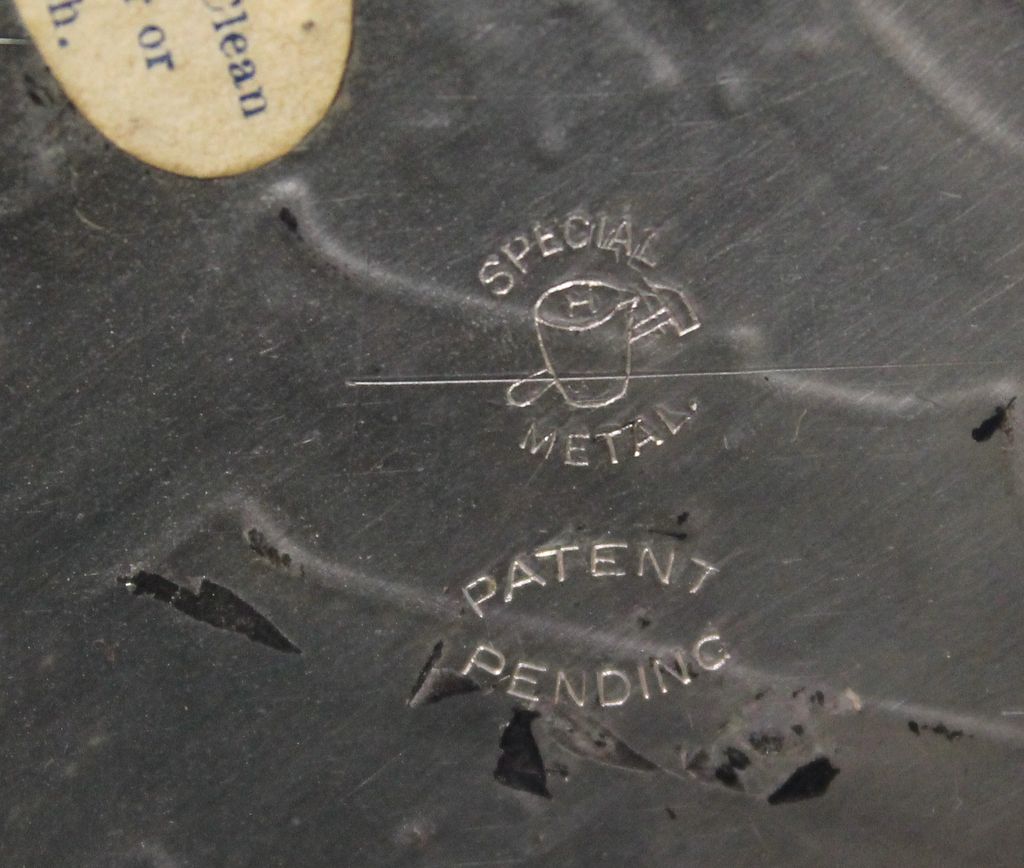 Clean
or
h.
SPECIAL
H
METAL.
PATENT
PENDING